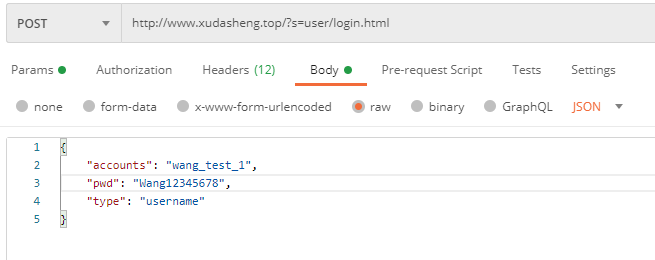 POST http://www.xudasheng.top/?s=user/login.html
Params Authorization Headers (12) Body Pre-request Script Tests Settings
none form-data x-www-form-urlencoded raw binary GraphQL JSON
1 {
2 "accounts": "wang_test_1",
3 "pwd": "Wang12345678",
4 "type": "username"
5 }